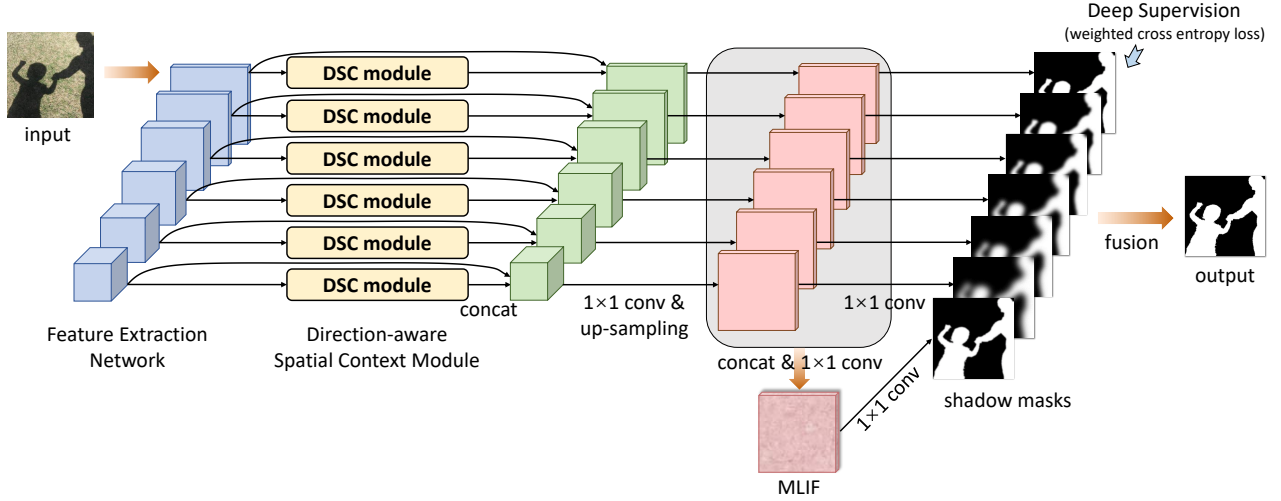 Deep Supervision
(weighted cross entropy loss)
input
DSC module
DSC module
DSC module
DSC module
DSC module
DSC module
concat
1×1 conv &
up-sampling
1×1 conv
fusion
output
Feature Extraction
Network
Direction-aware
Spatial Context Module
concat & 1×1 conv
1×1 conv
shadow masks
MLIF